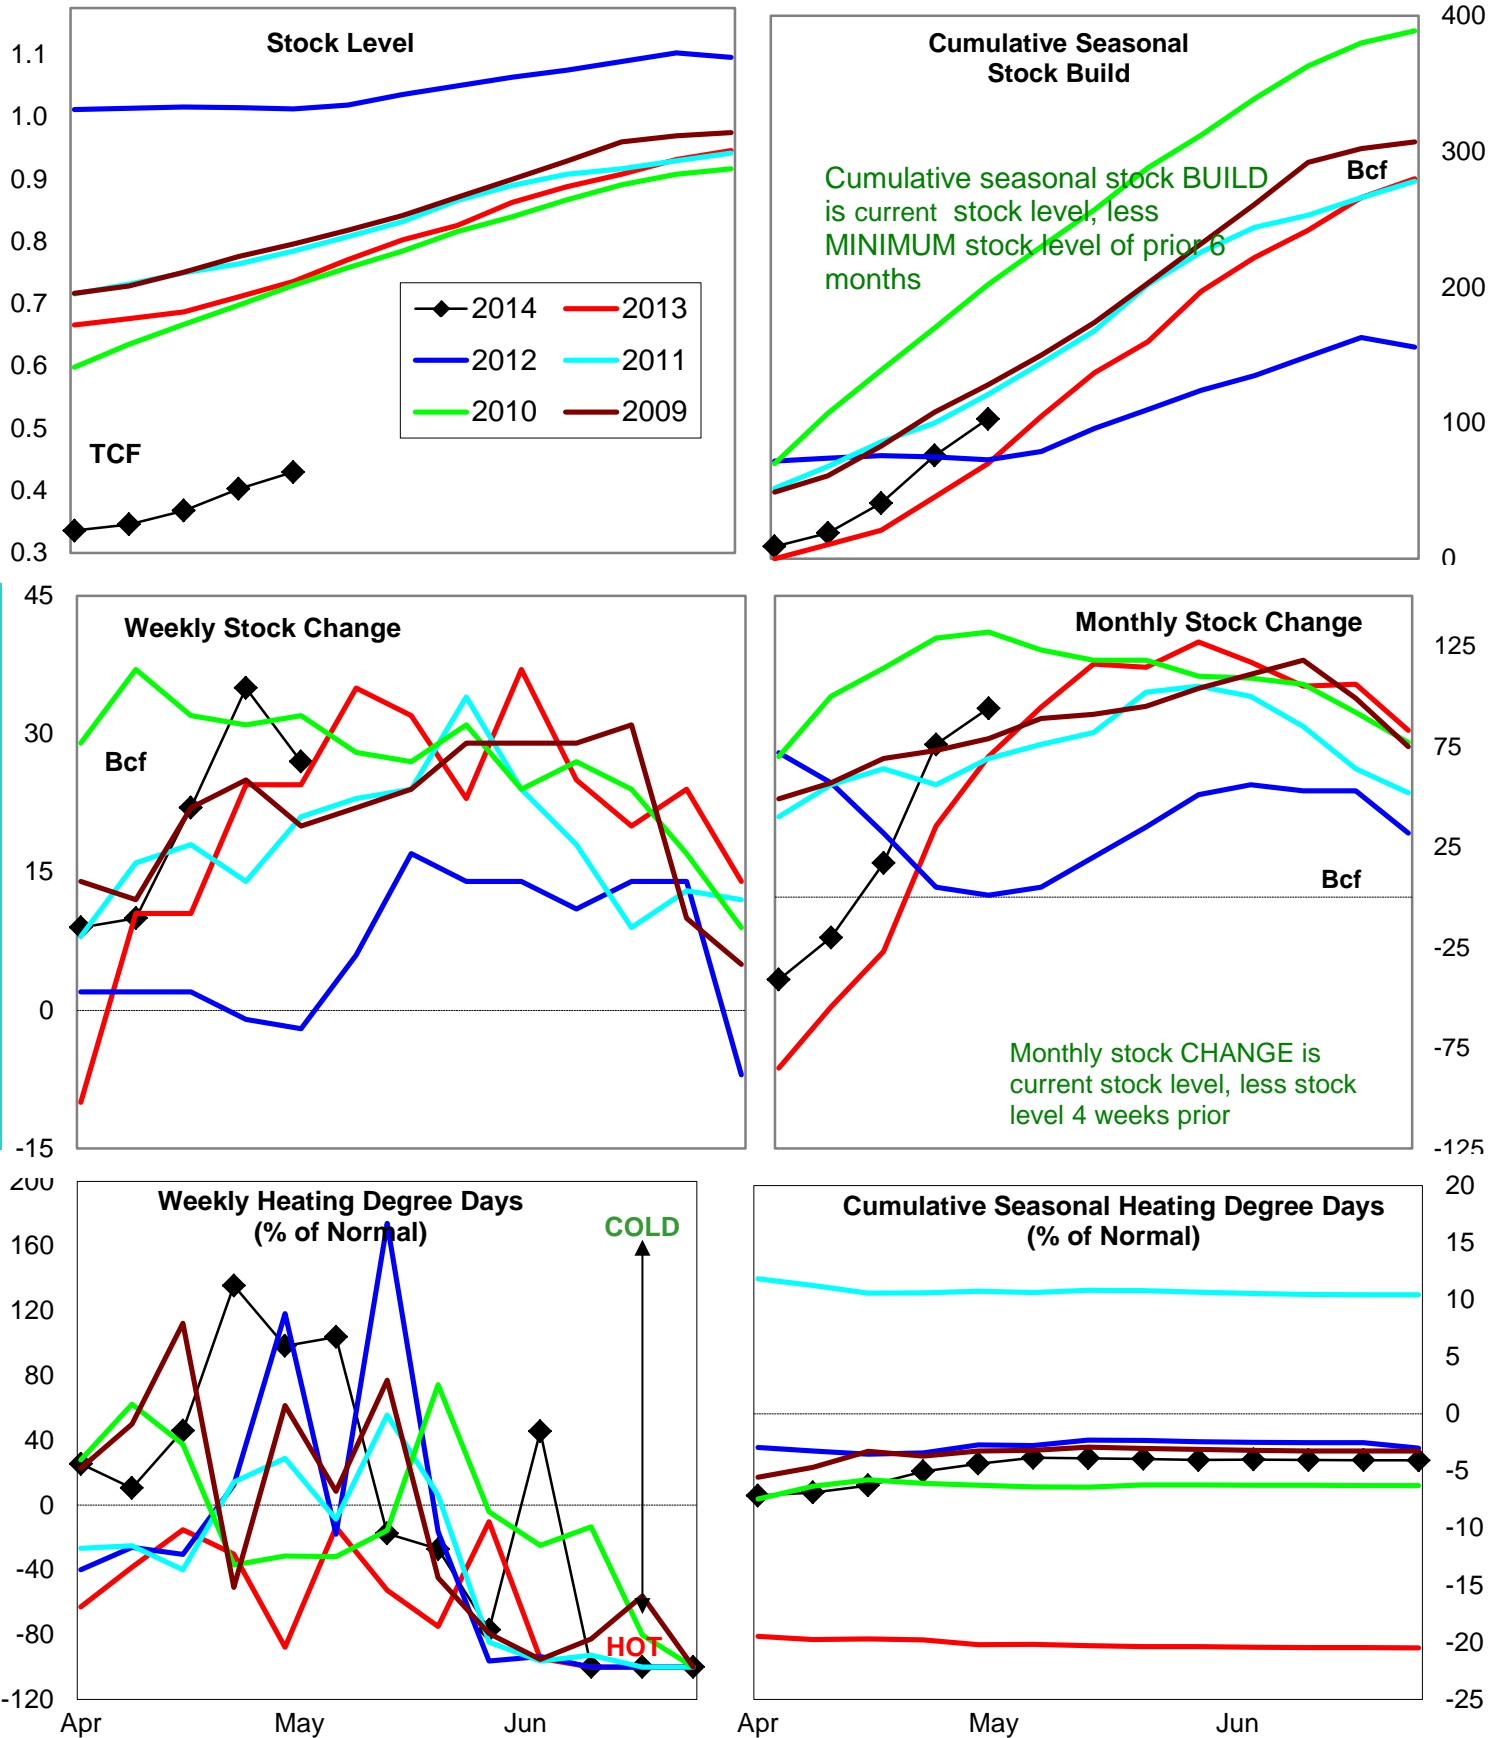 Stock Level
1.1
1.0
0.9
0.8
0.7
0.6
0.5
0.4
0.3
TCF
2014
2013
2012
2011
2010
2009
Cumulative Seasonal
Stock Build
400
300
200
100
0
Bcf
Cumulative seasonal stock BUILD
is current stock level, less
MINIMUM stock level of prior 6
months
Weekly Stock Change
45
30
15
0
-15
Bcf
Monthly Stock Change
125
75
25
-25
-75
-125
Bcf
Monthly stock CHANGE is
current stock level, less stock
level 4 weeks prior
Weekly Heating Degree Days
(% of Normal)
200
160
120
80
40
0
-40
-80
-120
COLD
HOT
Apr
May
Jun
Cumulative Seasonal Heating Degree Days
(% of Normal)
20
15
10
5
0
-5
-10
-15
-20
-25
Apr
May
Jun